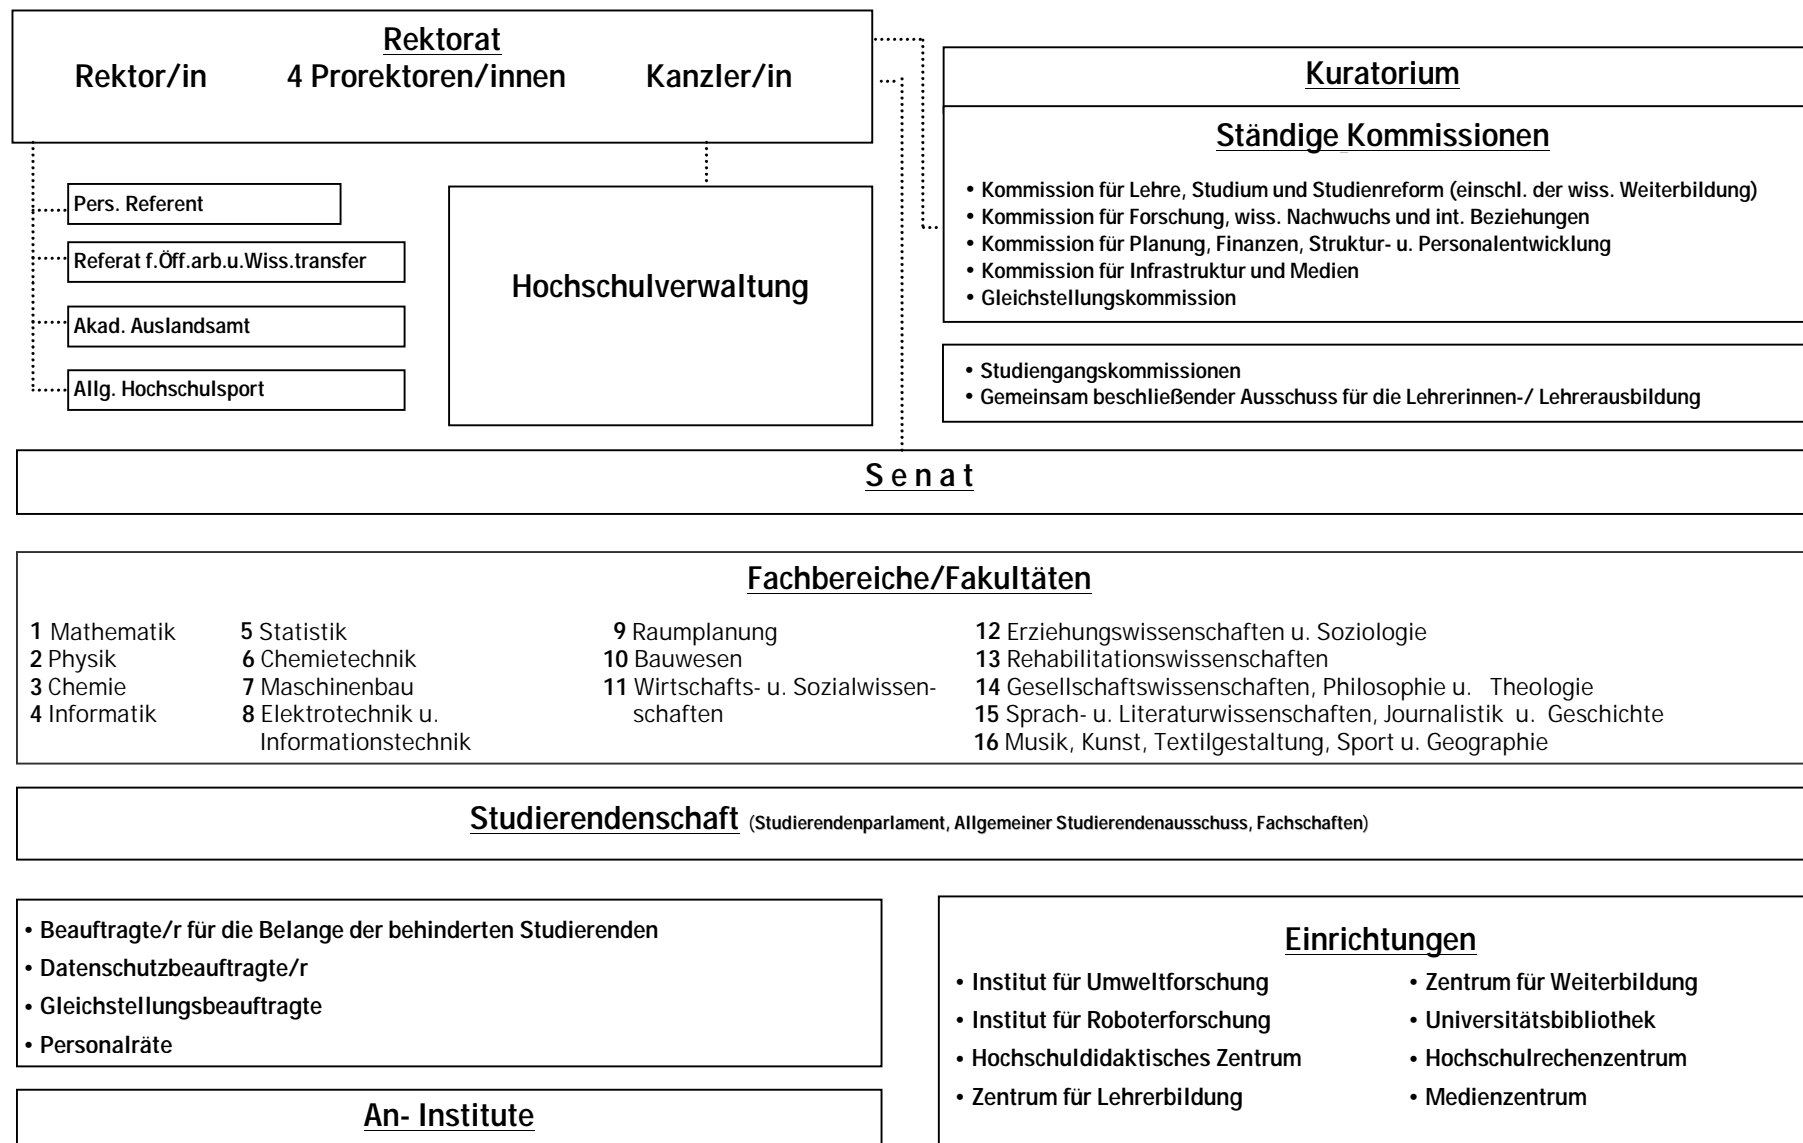 Rektorat
Rektor/in 4 Prorektoren/innen Kanzler/in
Pers. Referent
Referat f.Öff.arb.u.Wiss.transfer
Akad. Auslandsamt
Allg. Hochschulsport
Hochschulverwaltung
Kuratorium
Ständige Kommissionen
• Kommission für Lehre, Studium und Studienreform (einschl. der wiss. Weiterbildung)
• Kommission für Forschung, wiss. Nachwuchs und int. Beziehungen
• Kommission für Planung, Finanzen, Struktur- u. Personalentwicklung
• Kommission für Infrastruktur und Medien
• Gleichstellungskommission
• Studiengangskommissionen
• Gemeinsam beschließender Ausschuss für die Lehrerinnen-/ Lehrerausbildung
S e n a t
Fachbereiche/Fakultäten
1 Mathematik
2 Physik
3 Chemie
4 Informatik
5 Statistik
6 Chemietechnik
7 Maschinenbau
8 Elektrotechnik u.
Informationstechnik
9 Raumplanung
10 Bauwesen
11 Wirtschafts- u. Sozialwissen-
schaften
12 Erziehungswissenschaften u. Soziologie
13 Rehabilitationswissenschaften
14 Gesellschaftswissenschaften, Philosophie u. Theologie
15 Sprach- u. Literaturwissenschaften, Journalistik u. Geschichte
16 Musik, Kunst, Textilgestaltung, Sport u. Geographie
Studierendenschaft (Studierendenparlament, Allgemeiner Studierendenausschuss, Fachschaften)
• Beauftragte/r für die Belange der behinderten Studierenden
• Datenschutzbeauftragte/r
• Gleichstellungsbeauftragte
• Personalräte
An- Institute
Einrichtungen
• Institut für Umweltforschung
• Institut für Roboterforschung
• Hochschuldidaktisches Zentrum
• Zentrum für Lehrerbildung
• Zentrum für Weiterbildung
• Universitätsbibliothek
• Hochschulrechenzentrum
• Medienzentrum